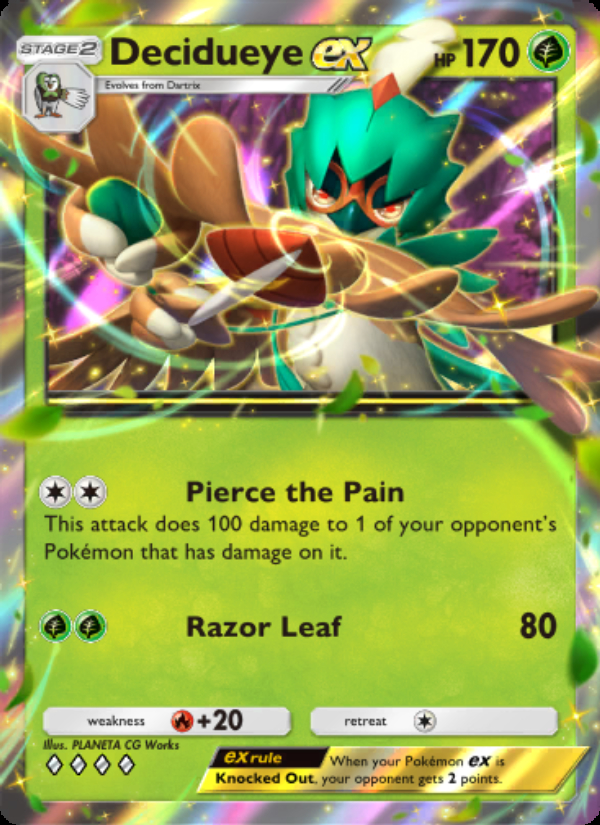 STAGE 2 Decidueye ex HP 170
Evolves from Dartrix
Pierce the Pain
This attack does 100 damage to 1 of your opponent's
Pokémon that has damage on it.
Razor Leaf 80
weakness +20 retreat
Illus. PLANETA CG Works
ex rule When your Pokémon ex is
Knocked Out, your opponent gets 2 points.